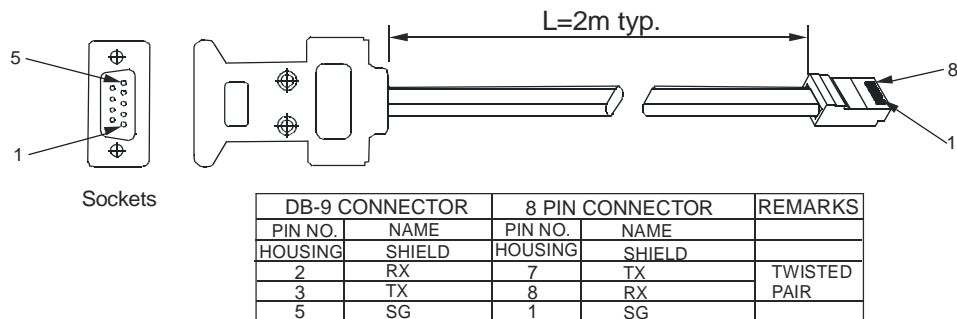 L=2m typ.
5
8
1
1
Sockets
DB-9 CONNECTOR 8 PIN CONNECTOR REMARKS
PIN NO. NAME PIN NO. NAME
HOUSING SHIELD HOUSING SHIELD
2 RX 7 TX TWISTED
3 TX 8 RX PAIR
5 SG 1 SG